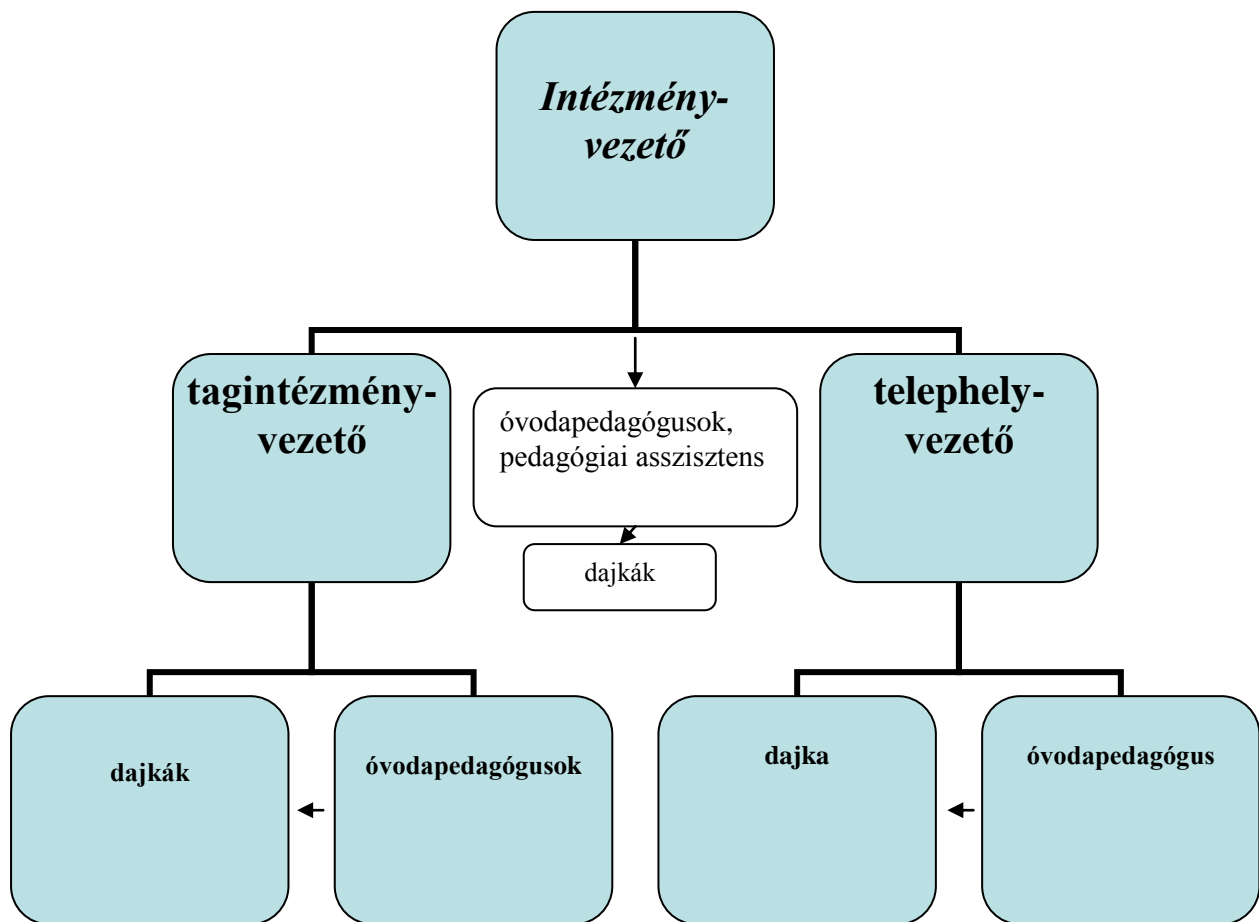 Intézmény-
vezető
tagintézmény-
vezető
óvodapedagógusok,
pedagógiai asszisztens
dajkák
telephely-
vezető
dajkák
óvodapedagógusok
dajka
óvodapedagógus